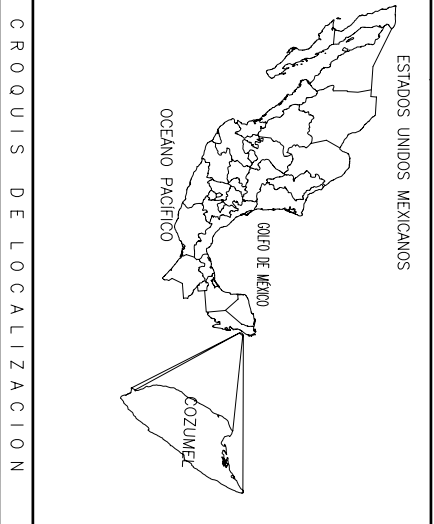 ESTADOS UNIDOS MEXICANOS
GOLFO DE MÉXICO
OCEÁNO PACÍFICO
COZUMEL
CROQUIS DE LOCALIZACION